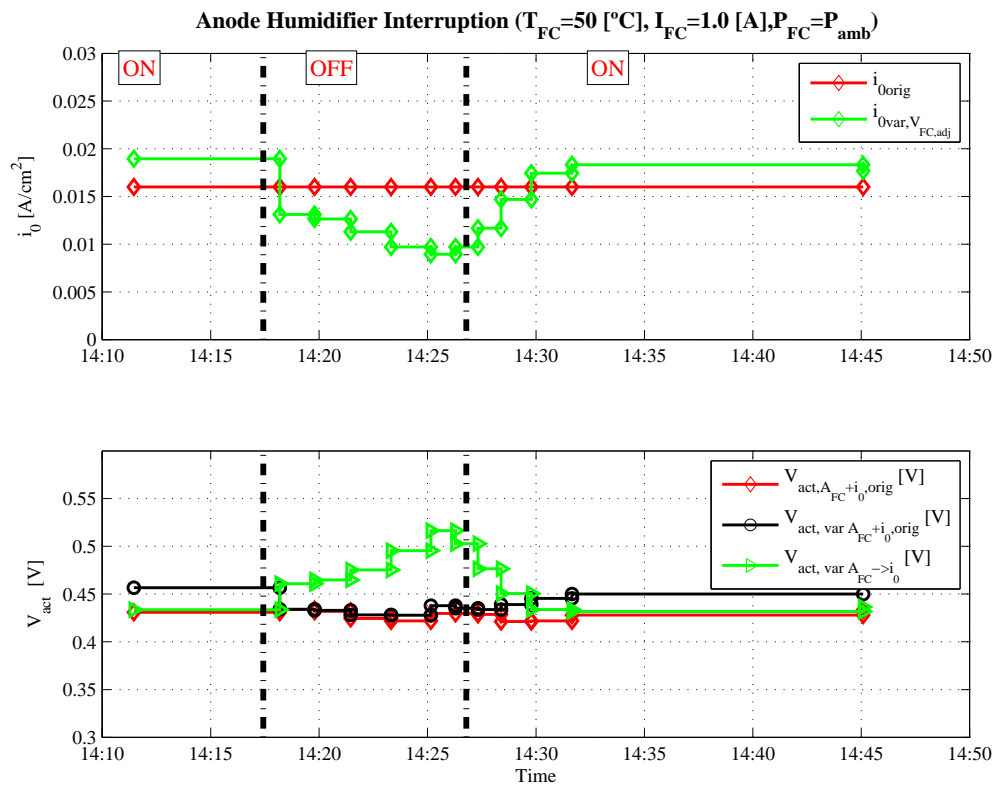 Anode Humidifier Interruption (T_FC=50 [ºC], I_FC=1.0 [A],P_FC=P_amb)
ON OFF ON
i_0orig
i_0var,V_FC,adj
i_0 [A/cm^2]
0.03
0.025
0.02
0.015
0.01
0.005
0
14:10 14:15 14:20 14:25 14:30 14:35 14:40 14:45 14:50
V_act,A_FC+i_0,orig [V]
V_act, var A_FC+i_0,orig [V]
V_act, var A_FC->i_0 [V]
V_act [V]
0.55
0.5
0.45
0.4
0.35
0.3
14:10 14:15 14:20 14:25 14:30 14:35 14:40 14:45 14:50
Time